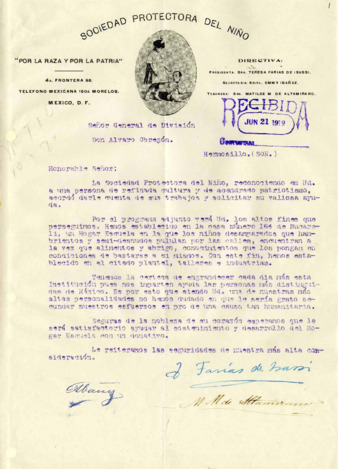 1
SOCIEDAD PROTECTORA DEL NIÑO
"POR LA RAZA Y POR LA PATRIA"
4A. FRONTERA 98.
TELEFONO MEXICANA 1604 MORELOS.
MEXICO, D. F.
DIRECTIVA:
PRESIDENTA, SRA. TERESA FARIAS DE ISASSI.
SECRETARIA, SRITA. EMMY IBAÑEZ.
TESORERA, SRA. MATILDE M. DE ALTAMIRANO.
RECIBIDA
JUN 21 1919
Señor General de División
Don Alvaro Obregón.
Hermosillo.(SON.)
Honorable Señor:
La Sociedad Protectora del Niño, reconociendo en Ud.
a una persona de refinada cultura y de acendrado patriotismo,
acordó darle cuenta de sus trabajos y solicitar su valiosa ayu-
da.
Por el programa adjunto verá Ud. los altos fines que
perseguimos. Hemos establecido en la casa número 164 de Mesaro-
li, un Hogar Escuela en la que los niños desamparados que ham-
brientos y semi-desnudos pululan por las calles, encuentran a
la vez que alimentos y abrigo, conocimientos que los pongan en
condiciones de bastarse a sí mismos. Con este fin, hemos esta-
blecido en el citado plantel, talleres e industrias.
Tenemos la certeza de engrandecer cada día más esta
Institución pues nos imparten ayuda las personas más distingui-
das de México. Es por esto que siendo Ud. una de nuestras más
altas personalidades no hemos dudado en que le sería grato se-
cundar nuestros esfuerzos en pro de una causa tan humanitaria.
Seguras de la nobleza de su corazón esperamos que le
será satisfactorio ayudar al sostenimiento y desarrollo del Ho-
gar Escuela con un donativo.
Le reiteramos las seguridades de nuestra más alta con-
sideración.
T Farías de Isassi
M. M. de Altamirano